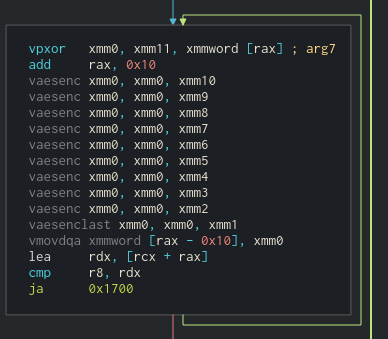 vpxor xmm0, xmm11, xmmword [rax] ; arg7
add rax, 0x10
vaesenc xmm0, xmm0, xmm10
vaesenc xmm0, xmm0, xmm9
vaesenc xmm0, xmm0, xmm8
vaesenc xmm0, xmm0, xmm7
vaesenc xmm0, xmm0, xmm6
vaesenc xmm0, xmm0, xmm5
vaesenc xmm0, xmm0, xmm4
vaesenc xmm0, xmm0, xmm3
vaesenc xmm0, xmm0, xmm2
vaesenclast xmm0, xmm0, xmm1
vmovdqa xmmword [rax - 0x10], xmm0
lea rdx, [rcx + rax]
cmp r8, rdx
ja 0x1700